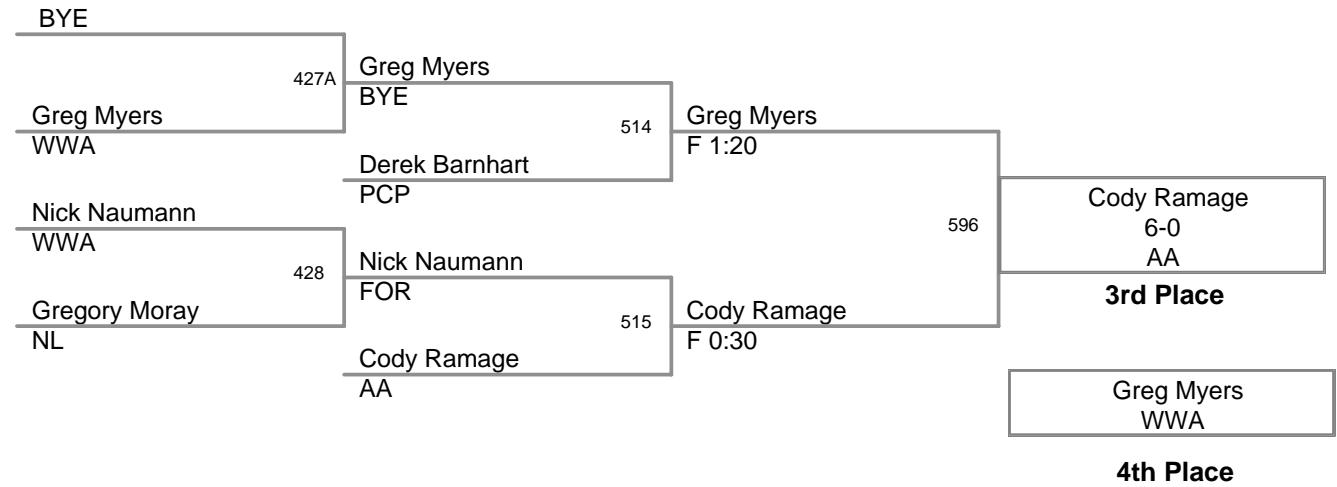 BYE
427A
Greg Myers
WWA
Greg Myers
BYE
514
Derek Barnhart
PCP
Nick Naumann
WWA
428
Gregory Moray
NL
Nick Naumann
FOR
515
Cody Ramage
AA
Greg Myers
F 1:20
596
Cody Ramage
F 0:30
Cody Ramage
6-0
AA
3rd Place
Greg Myers
WWA
4th Place